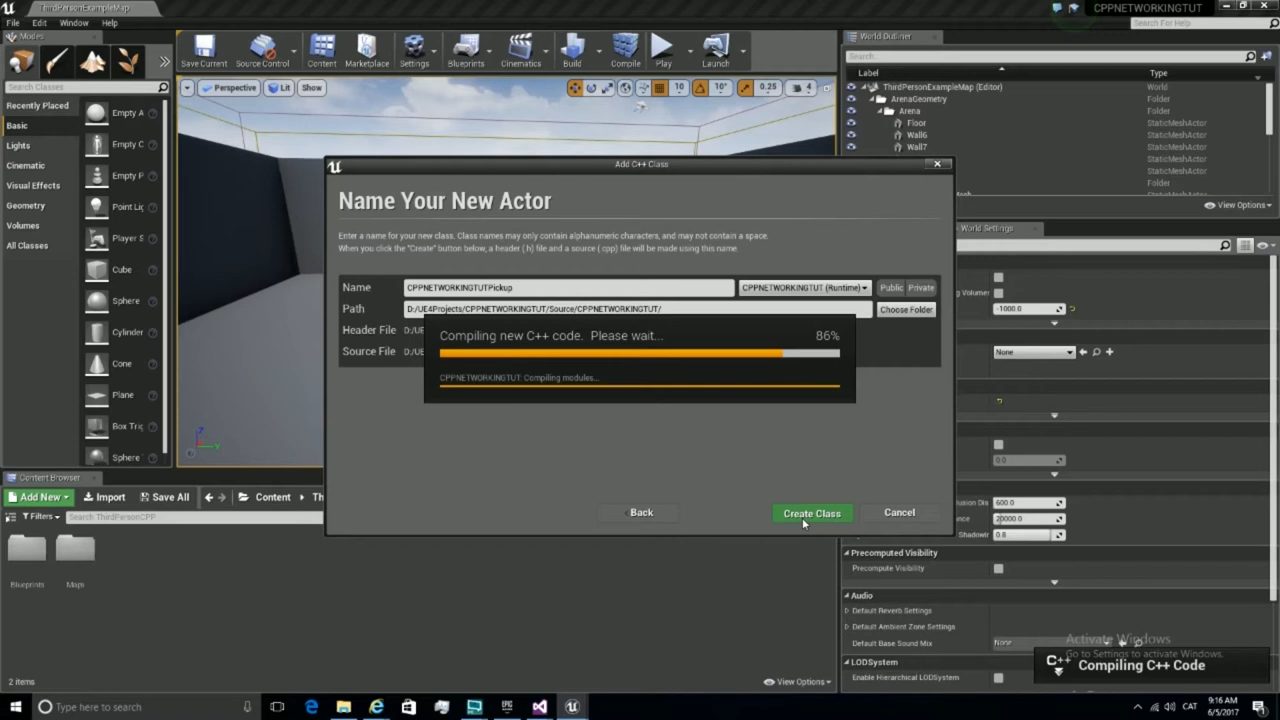 ThirdPersonExampleMap
CPPNETWORKINGTUT
File Edit Window Help
Search For Help
Modes
World Outliner
Search Classes
Save Current
Source Control
Content
Marketplace
Settings
Blueprints
Cinematics
Build
Compile
Play
Launch
Search
Label
Type
Perspective
Lit
Show
10
10°
0.25
4
Recently Placed
Basic
Lights
Cinematic
Visual Effects
Geometry
Volumes
All Classes
Empty A
Empty C
Empty P
Point Lig
Player S
Cube
Sphere
Cylinder
Cone
Plane
Box Trig
Sphere
ThirdPersonExampleMap (Editor) World
ArenaGeometry Folder
Arena Folder
Floor StaticMeshActor
Wall6 StaticMeshActor
Wall7 StaticMeshActor
StaticMeshActor
StaticMeshActor
Folder
StaticMeshActor
View Options
World Settings
Add C++ Class
Name Your New Actor
Enter a name for your new class. Class names may only contain alphanumeric characters, and may not contain a space.
When you click the "Create" button below, a header (.h) file and a source (.cpp) file will be made using this name.
Name CPPNETWORKINGTUTPickup CPPNETWORKINGTUT (Runtime) Public Private
Path D:/UE4Projects/CPPNETWORKINGTUT/Source/CPPNETWORKINGTUT/ Choose Folder
Header File D:/UE
Source File D:/UE
Compiling new C++ code. Please wait... 86%
CPPNETWORKINGTUT: Compiling modules...
Back
Create Class
Cancel
ng Volumes
-1000.0
None
0.0
600.0
20000.0
0.8
Precomputed Visibility
Precompute Visibility
Audio
Default Reverb Settings
Default Ambient Zone Settings
Default Base Sound Mix None
LODSystem
Enable Hierarchical LODSystem
Content Browser
Add New
Import
Save All
Content
Th
Filters
Search ThirdPersonCPP
Blueprints
Maps
2 items
View Options
Activate Windows
Go to Settings to activate Windows.
C++
Compiling C++ Code
Type here to search
CAT
9:16 AM
6/5/2017